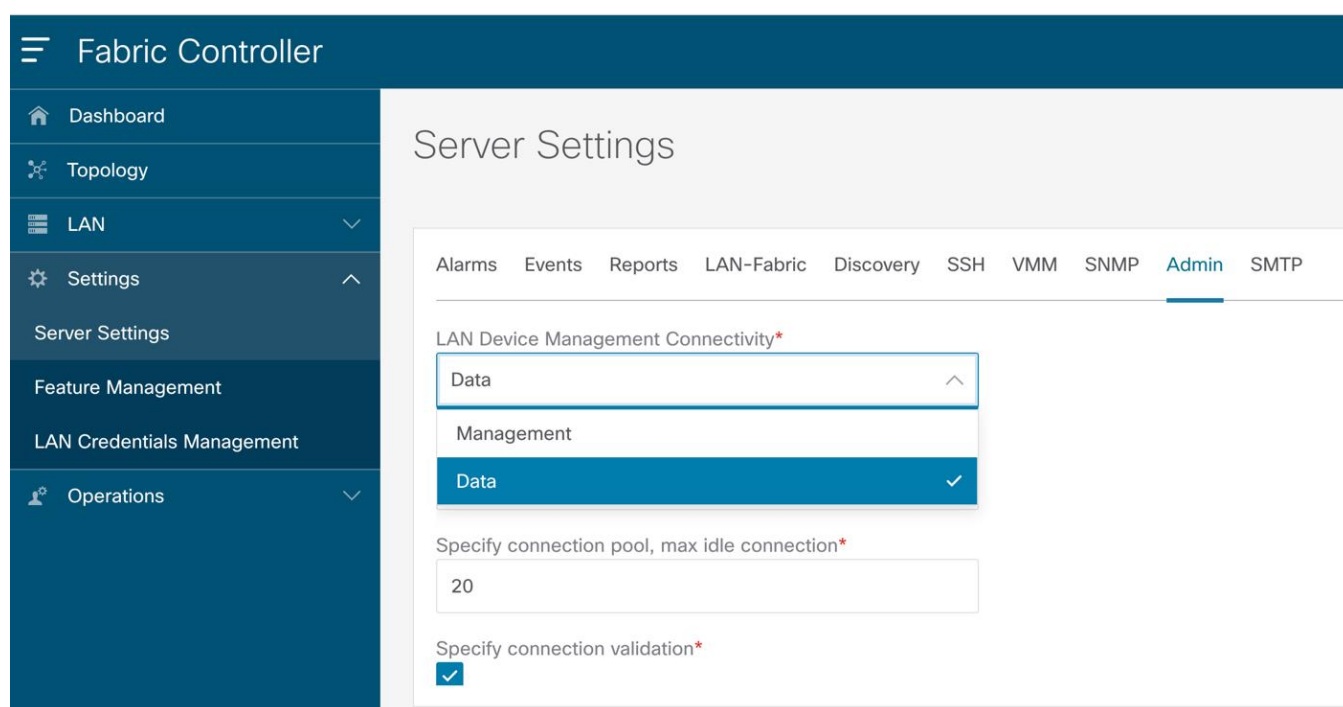 Fabric Controller
Dashboard
Topology
LAN
Settings
Server Settings
Feature Management
LAN Credentials Management
Operations
Server Settings
Alarms Events Reports LAN-Fabric Discovery SSH VMM SNMP Admin SMTP
LAN Device Management Connectivity*
Data
Management
Data
Specify connection pool, max idle connection*
20
Specify connection validation*